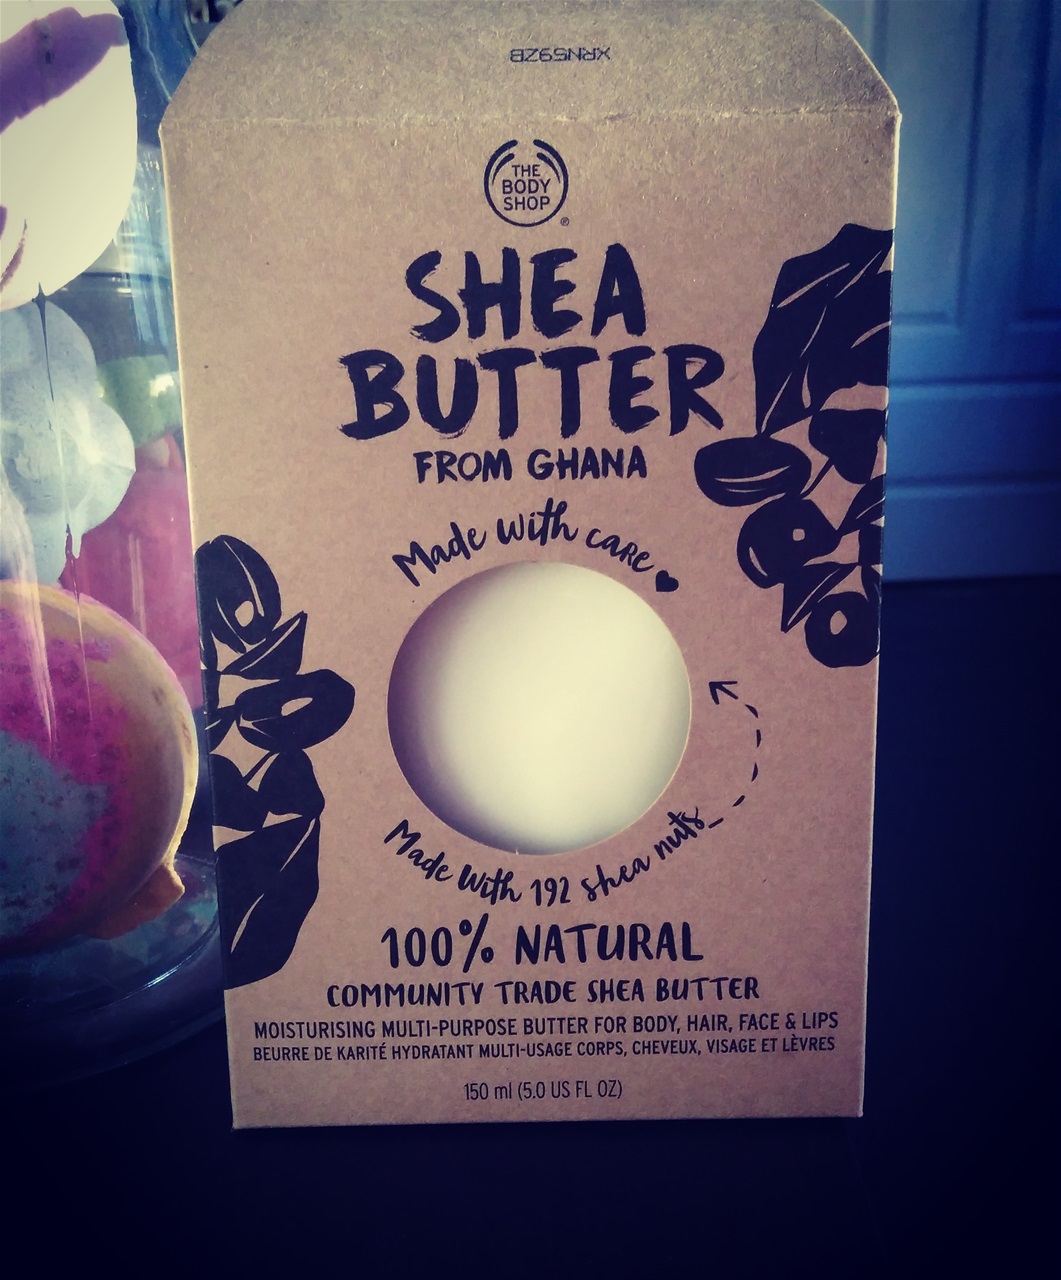 XRN59ZB
THE
BODY
SHOP
®
SHEA
BUTTER
FROM GHANA
Made with care
Made with 192 shea nuts
100% NATURAL
COMMUNITY TRADE SHEA BUTTER
MOISTURISING MULTI-PURPOSE BUTTER FOR BODY, HAIR, FACE & LIPS
BEURRE DE KARITÉ HYDRATANT MULTI-USAGE CORPS, CHEVEUX, VISAGE ET LÈVRES
150 ml (5.0 US FL OZ)